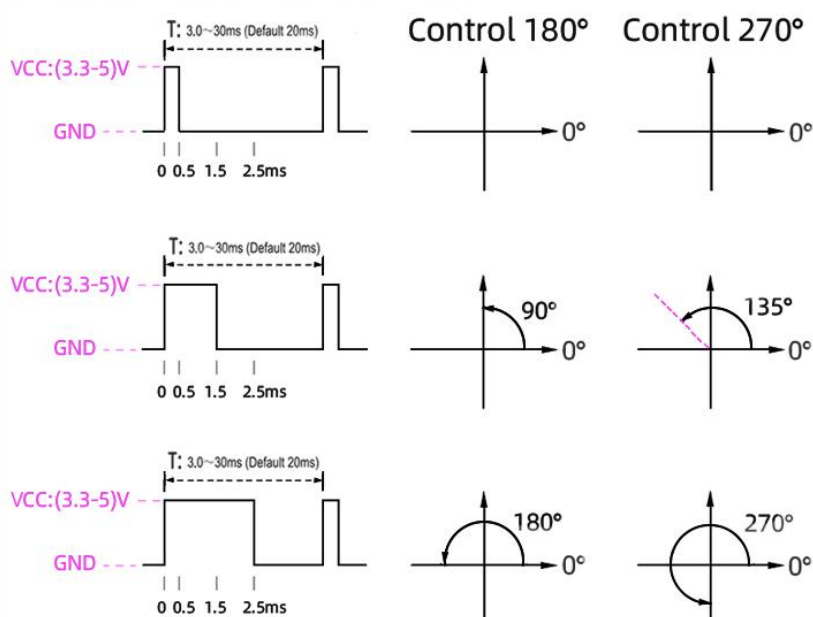 T: 3.0~30ms (Default 20ms)
Control 180°
Control 270°
VCC:(3.3-5)V
GND
0°
0°
0 0.5 1.5 2.5ms
T: 3.0~30ms (Default 20ms)
VCC:(3.3-5)V
90°
135°
GND
0°
0°
0 0.5 1.5 2.5ms
T: 3.0~30ms (Default 20ms)
VCC:(3.3-5)V
180°
270°
GND
0°
0°
0 0.5 1.5 2.5ms